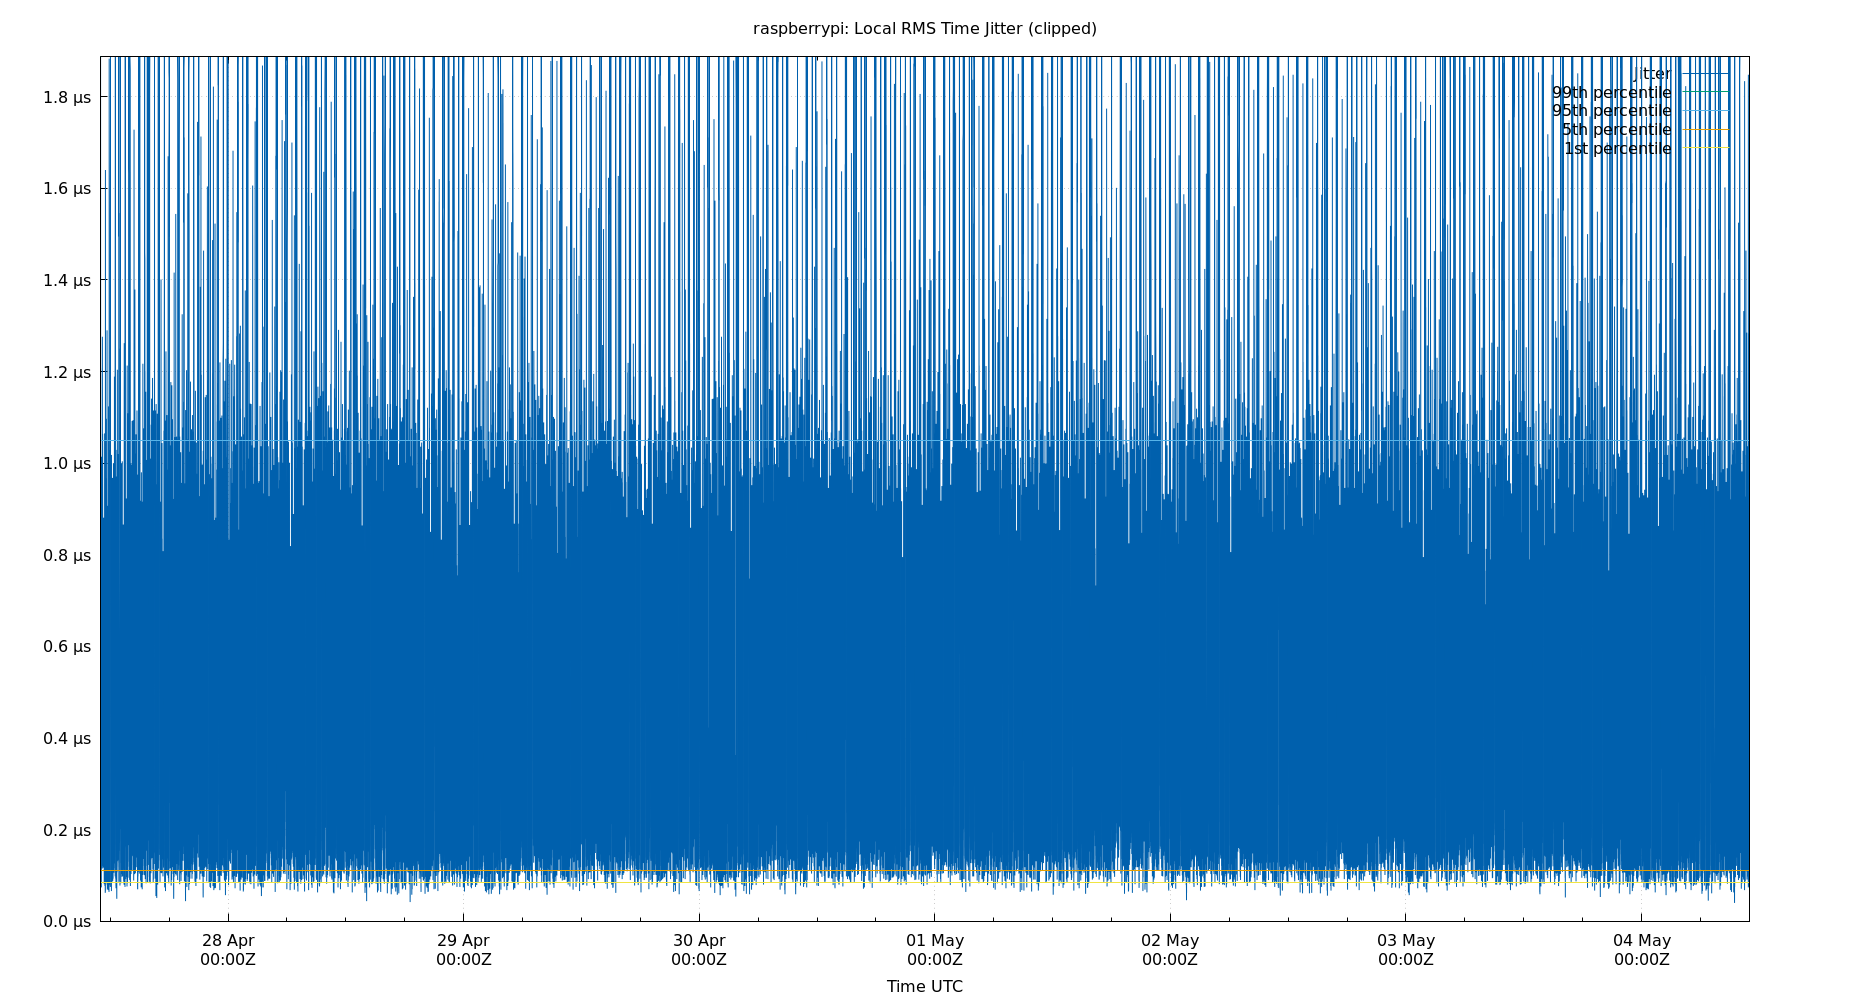 raspberrypi: Local RMS Time Jitter (clipped)
Jitter
99th percentile
95th percentile
5th percentile
1st percentile
1.8 µs
1.6 µs
1.4 µs
1.2 µs
1.0 µs
0.8 µs
0.6 µs
0.4 µs
0.2 µs
0.0 µs
28 Apr 29 Apr 30 Apr 01 May 02 May 03 May 04 May
00:00Z 00:00Z 00:00Z 00:00Z 00:00Z 00:00Z 00:00Z
Time UTC